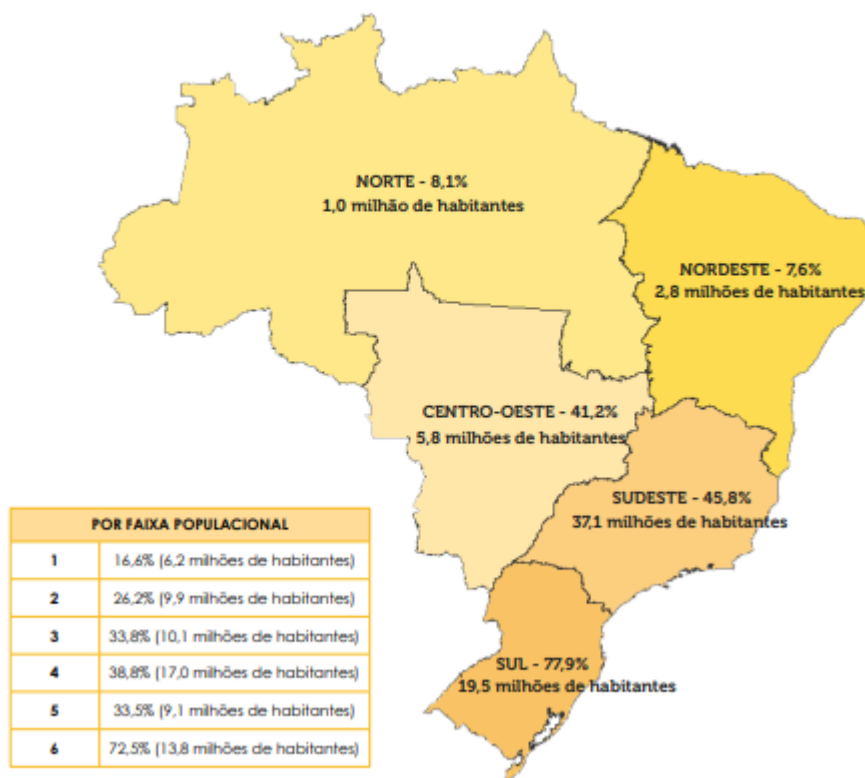 NORTE - 8,1%
1,0 milhão de habitantes
NORDESTE - 7,6%
2,8 milhões de habitantes
CENTRO-OESTE - 41,2%
5,8 milhões de habitantes
SUDESTE - 45,8%
37,1 milhões de habitantes
SUL - 77,9%
19,5 milhões de habitantes
POR FAIXA POPULACIONAL
1 16,6% (6,2 milhões de habitantes)
2 26,2% (9,9 milhões de habitantes)
3 33,8% (10,1 milhões de habitantes)
4 38,8% (17,0 milhões de habitantes)
5 33,5% (9,1 milhões de habitantes)
6 72,5% (13,8 milhões de habitantes)